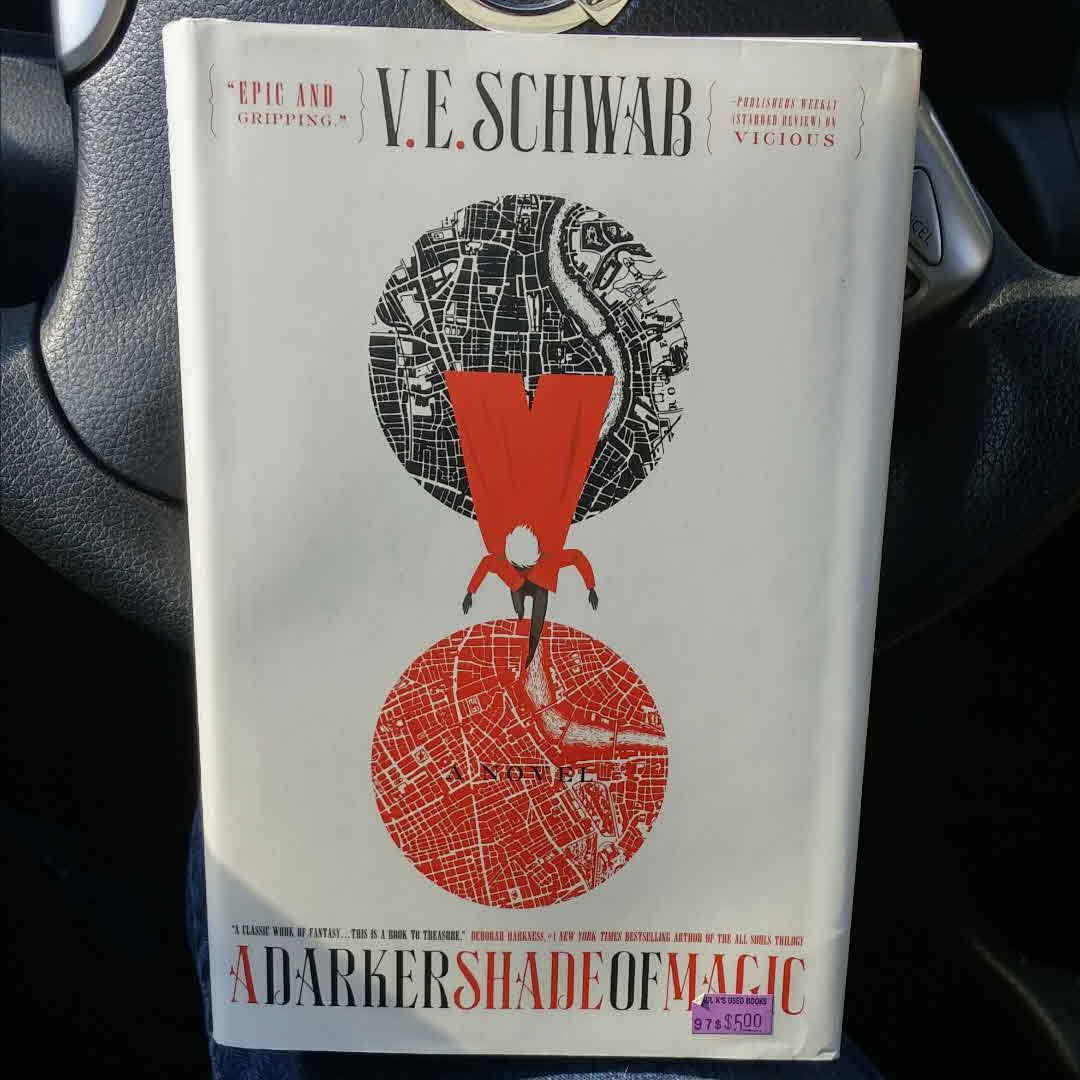 "EPIC AND
GRIPPING."
V.E. SCHWAB
—PUBLISHERS WEEKLY
(STARRED REVIEW) ON
VICIOUS
A NOVEL
"A CLASSIC WORK OF FANTASY...THIS IS A BOOK TO TREASURE." DEBORAH HARKNESS, #1 NEW YORK TIMES BESTSELLING AUTHOR OF THE ALL SOULS TRILOGY
A DARKER SHADE OF MAGIC
MR. K'S USED BOOKS
97$ $5.00